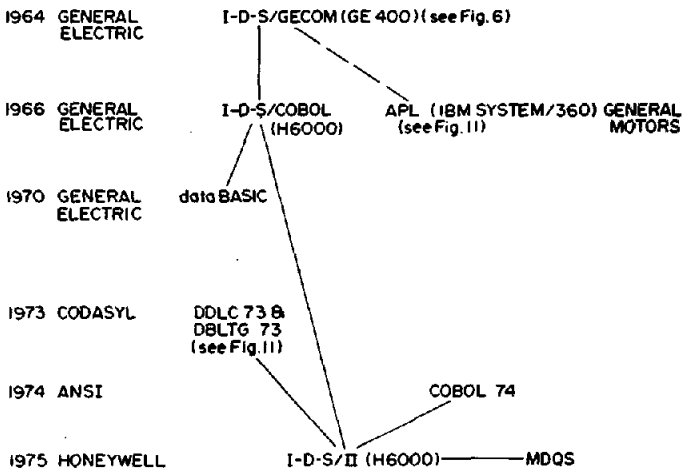 1964 GENERAL ELECTRIC I-D-S/GECOM (GE 400) (see Fig. 6)
1966 GENERAL ELECTRIC I-D-S/COBOL (H6000) APL (IBM SYSTEM/360) (see Fig. 11) GENERAL MOTORS
1970 GENERAL ELECTRIC dataBASIC
1973 CODASYL DDLC 73 & DBLTG 73 (see Fig. 11)
1974 ANSI COBOL 74
1975 HONEYWELL I-D-S/II (H6000) MDQS